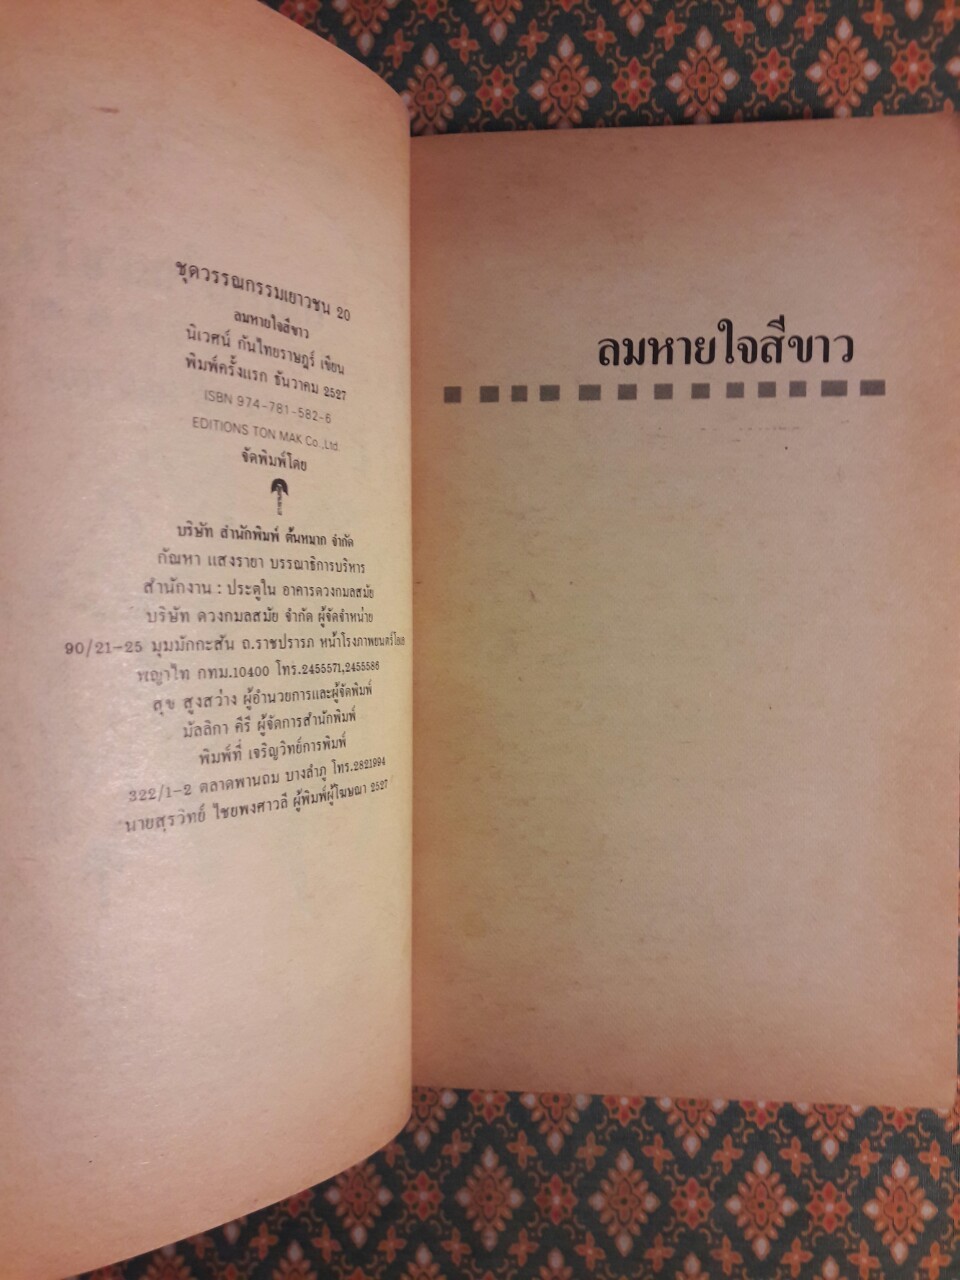 ชุดวรรณกรรมเยาวชน 20
ลมหายใจสีขาว
นิเวศน์ กันไทยราษฎร์ เขียน
พิมพ์ครั้งแรก ธันวาคม 2527
ISBN 974-781-582-6
EDITIONS TON MAK Co.,Ltd.
จัดพิมพ์โดย
บริษัท สำนักพิมพ์ ต้นหมาก จำกัด
กัณหา แสงรายา บรรณาธิการบริหาร
สำนักงาน : ประตูใน อาคารดวงกมลสมัย
บริษัท ดวงกมลสมัย จำกัด ผู้จัดจำหน่าย
90/21-25 มุมมักกะสัน ถ.ราชปรารภ หน้าโรงภาพยนตร์
พญาไท กทม.10400 โทร.2455571,2455586
สุข สูงสว่าง ผู้อำนวยการและผู้จัดพิมพ์
มัลลิกา คีรี ผู้จัดการสำนักพิมพ์
พิมพ์ที่ เจริญวิทย์การพิมพ์
322/1-2 ตลาดพานถม บางลำภู โทร.2821994
นายสุรวิทย์ ไชยพงศาวลี ผู้พิมพ์ผู้โฆษณา 2527
ลมหายใจสีขาว